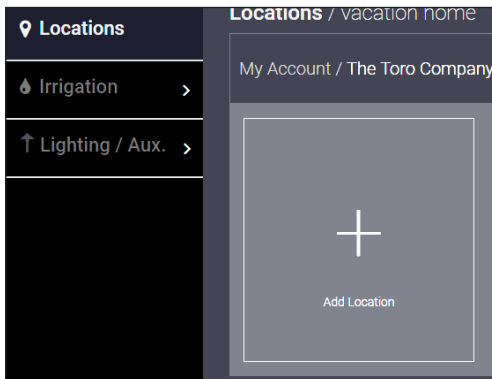 Locations
Irrigation
Lighting / Aux.
Locations / Vacation home
My Account / The Toro Company
Add Location